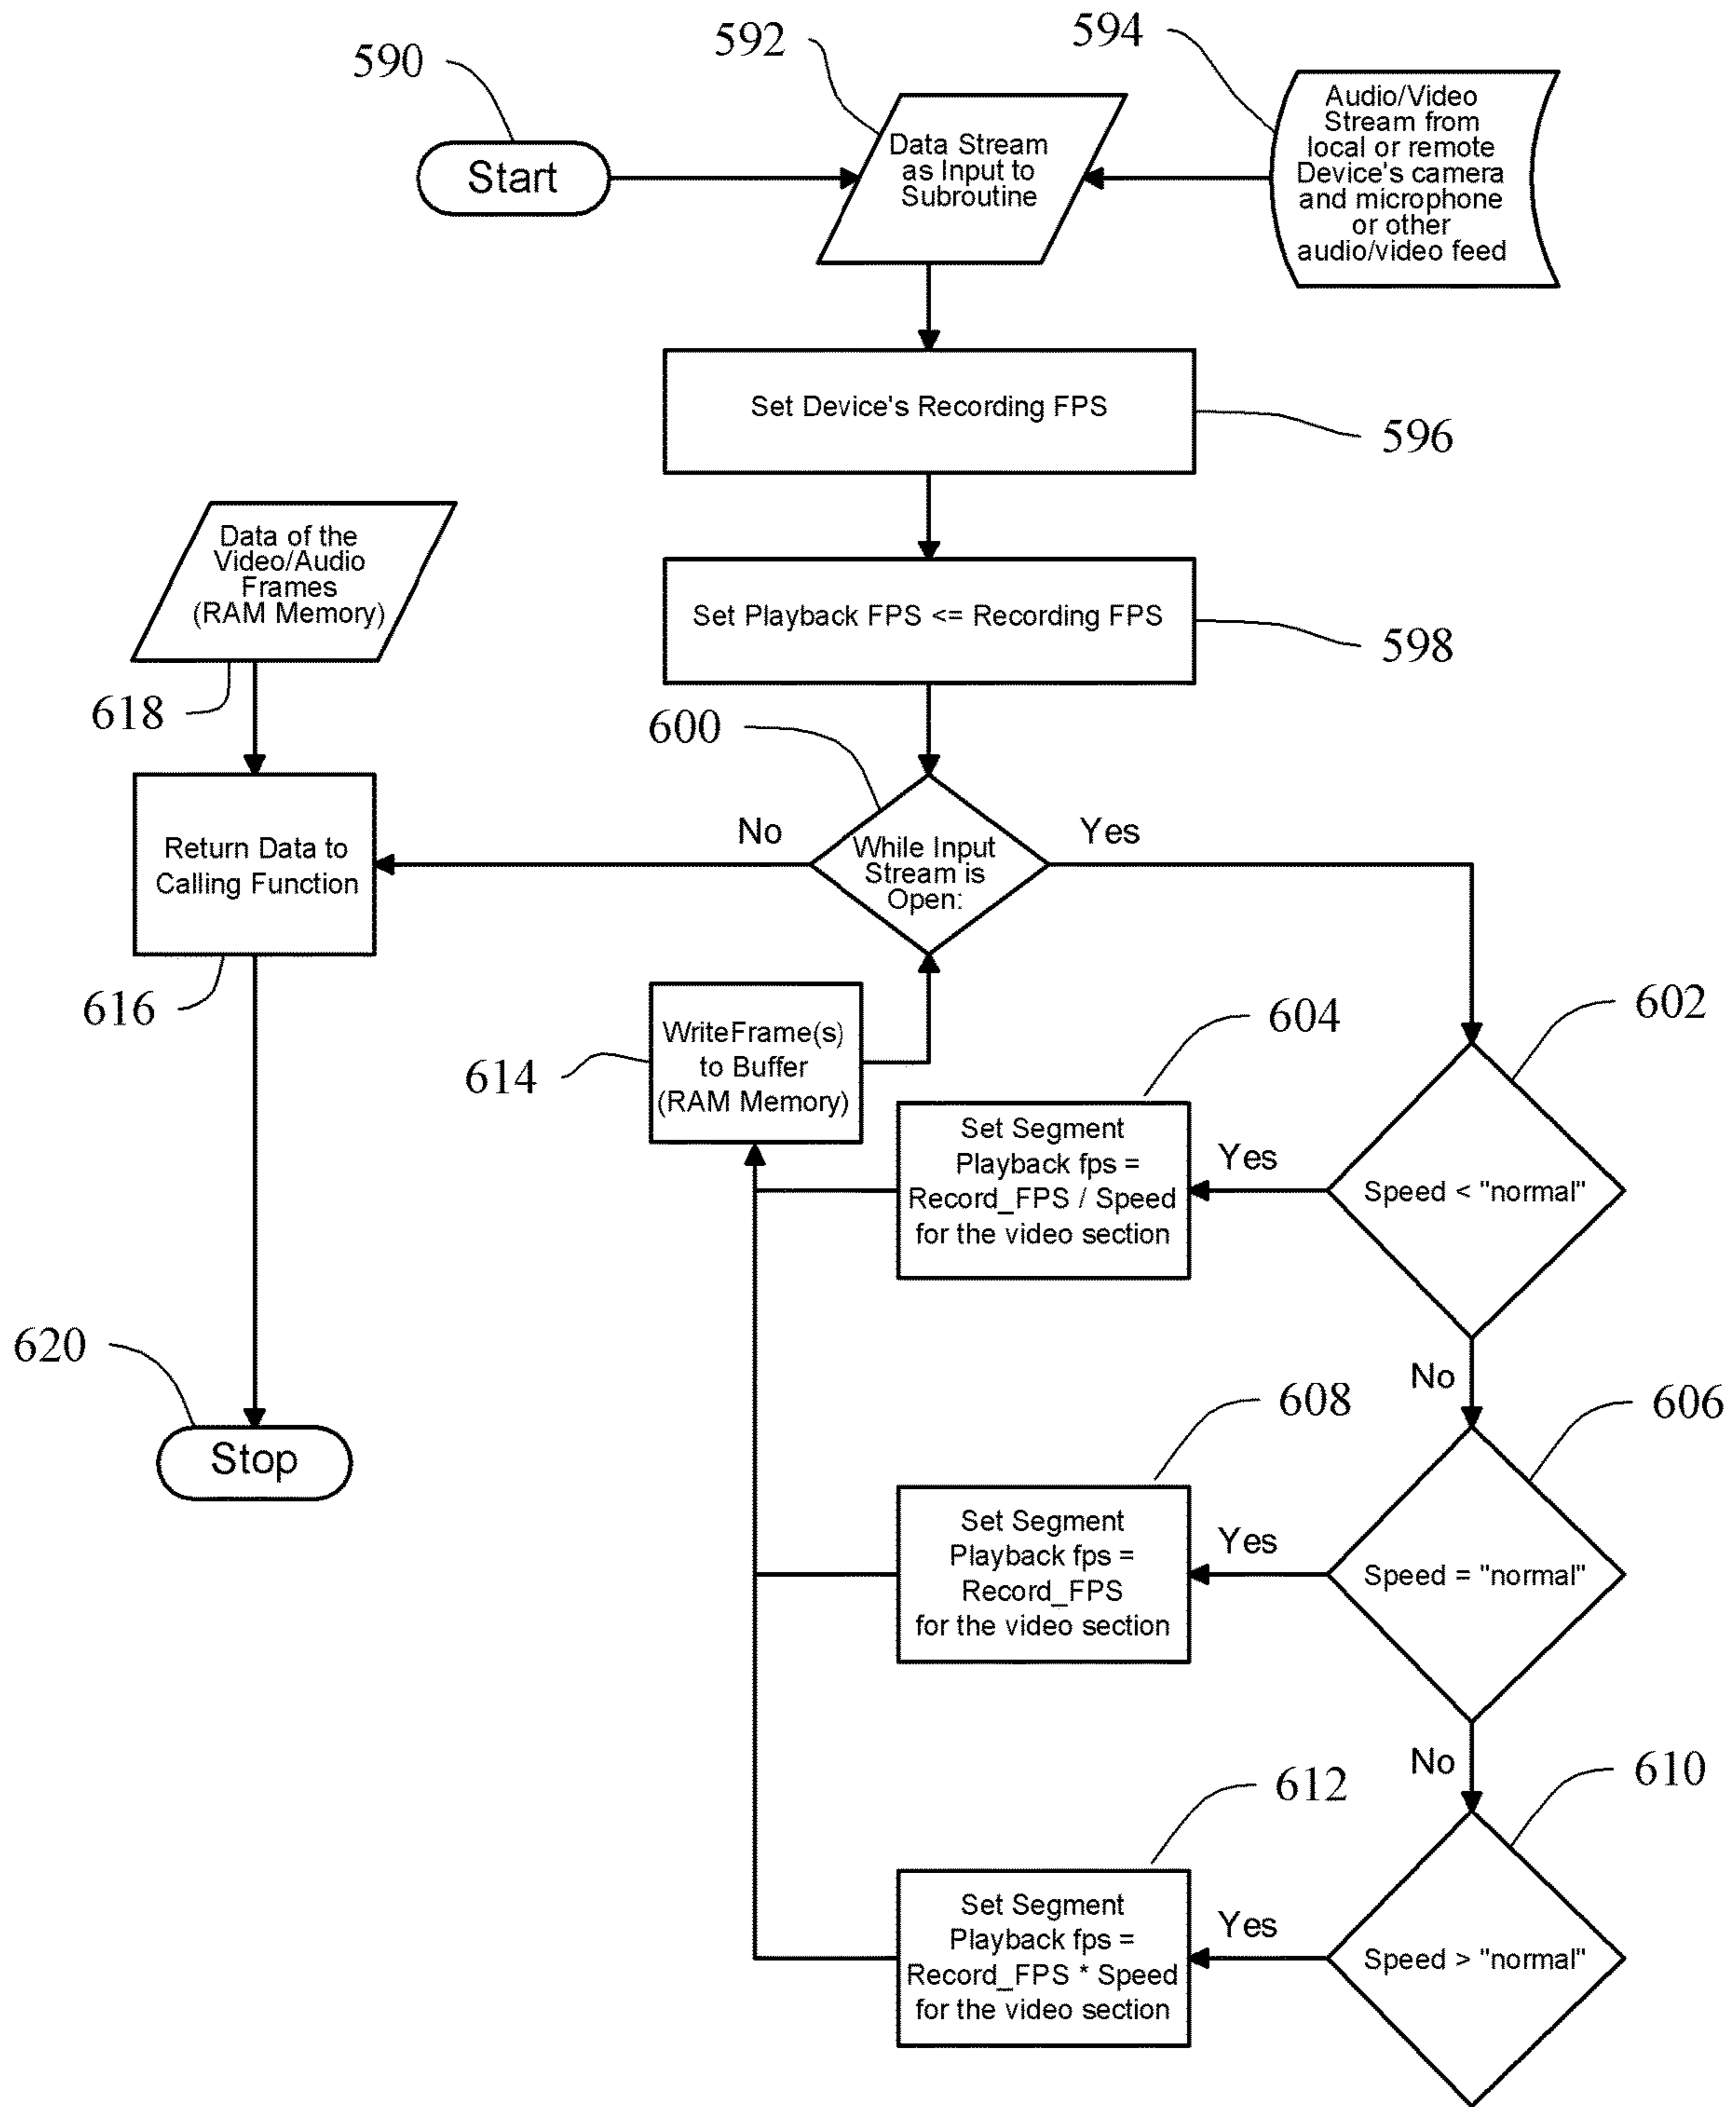 590
592
594
Start
Data Stream
as Input to
Subroutine
Audio/Video
Stream from
local or remote
Device's camera
and microphone
or other
audio/video feed
Set Device's Recording FPS
596
Set Playback FPS <= Recording FPS
598
Data of the
Video/Audio
Frames
(RAM Memory)
618
600
No
Yes
While Input
Stream is
Open:
Return Data to
Calling Function
616
WriteFrame(s)
to Buffer
(RAM Memory)
614
604
602
Set Segment
Playback fps =
Record_FPS / Speed
for the video section
Yes
Speed < "normal"
No
620
Stop
608
606
Set Segment
Playback fps =
Record_FPS
for the video section
Yes
Speed = "normal"
No
612
610
Set Segment
Playback fps =
Record_FPS * Speed
for the video section
Yes
Speed > "normal"